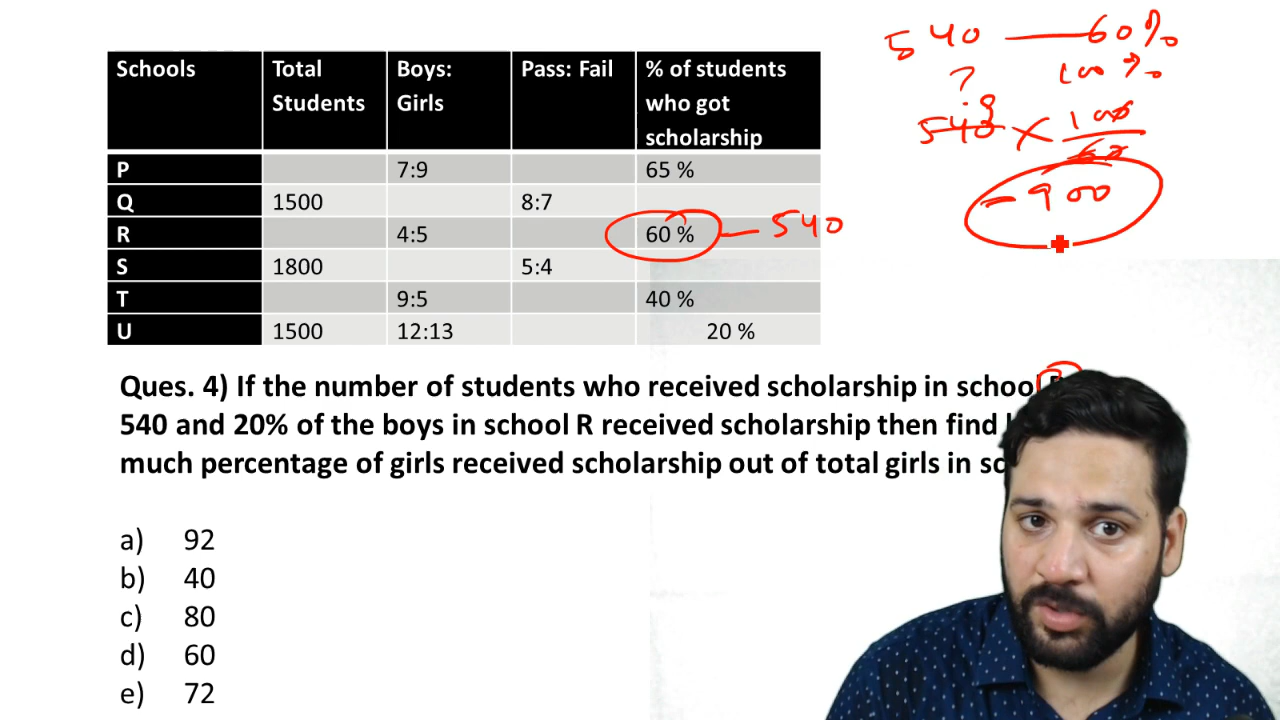 Schools Total Students Boys: Girls Pass: Fail % of students who got scholarship
P 7:9 65 %
Q 1500 8:7
R 4:5 60 % 540
S 1800 5:4
T 9:5 40 %
U 1500 12:13 20 %
540 — 60%
? 100%
540 × 100
60
= 900
Ques. 4) If the number of students who received scholarship in school
540 and 20% of the boys in school R received scholarship then find
much percentage of girls received scholarship out of total girls in
a) 92
b) 40
c) 80
d) 60
e) 72